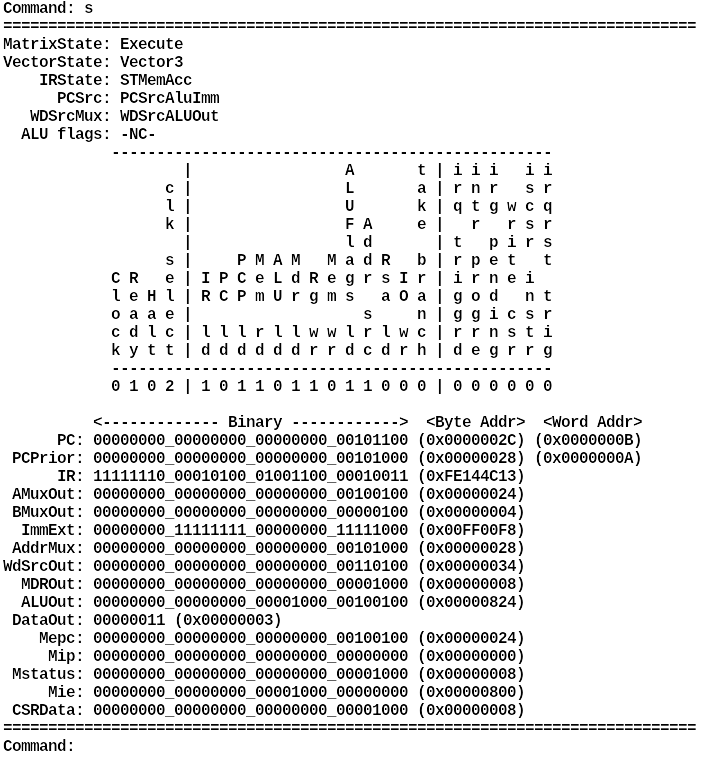 Command: s
=============================================================================
MatrixState: Execute
VectorState: Vector3
    IRState: STMemAcc
      PCSrc: PCSrcAluImm
   WDSrcMux: WDSrcALUOut
  ALU flags: -NC-
            -------------------------------------------------
                    |                 A       t | i i i   i i
                  c |                 L       a | r n r   s r
                  l |                 U       k | q t g w c q
                  k |                 F A     e |   r   r s r
                    |                 l d       | t   p i r s
                  s |     P M A M   M a d R   b | r p e t   t
            C R   e | I P C e L d R e g r s I r | i r n e i
            l e H l | R C P m U r g m s   a O a | g o d   n t
            o a a e |                   s     n | g g i c s r
            c d l c | l l l r l l w w l r l w c | r r n s t i
            k y t t | d d d d d d r r d c d r h | d e g r r g
            -------------------------------------------------
            0 1 0 2 | 1 0 1 1 0 1 1 0 1 1 0 0 0 | 0 0 0 0 0 0
          <------------- Binary ------------>  <Byte Addr>  <Word Addr>
      PC: 00000000_00000000_00000000_00101100 (0x0000002C) (0x0000000B)
 PCPrior: 00000000_00000000_00000000_00101000 (0x00000028) (0x0000000A)
      IR: 11111110_00010100_01001100_00010011 (0xFE144C13)
 AMuxOut: 00000000_00000000_00000000_00100100 (0x00000024)
 BMuxOut: 00000000_00000000_00000000_00000100 (0x00000004)
  ImmExt: 00000000_11111111_00000000_11111000 (0x00FF00F8)
 AddrMux: 00000000_00000000_00000000_00101000 (0x00000028)
WdSrcOut: 00000000_00000000_00000000_00110100 (0x00000034)
  MDROut: 00000000_00000000_00000000_00001000 (0x00000008)
  ALUOut: 00000000_00000000_00001000_00100100 (0x00000824)
 DataOut: 00000011 (0x00000003)
    Mepc: 00000000_00000000_00000000_00100100 (0x00000024)
     Mip: 00000000_00000000_00000000_00000000 (0x00000000)
 Mstatus: 00000000_00000000_00000000_00001000 (0x00000008)
     Mie: 00000000_00000000_00001000_00000000 (0x00000800)
 CSRData: 00000000_00000000_00000000_00001000 (0x00000008)
=============================================================================
Command: